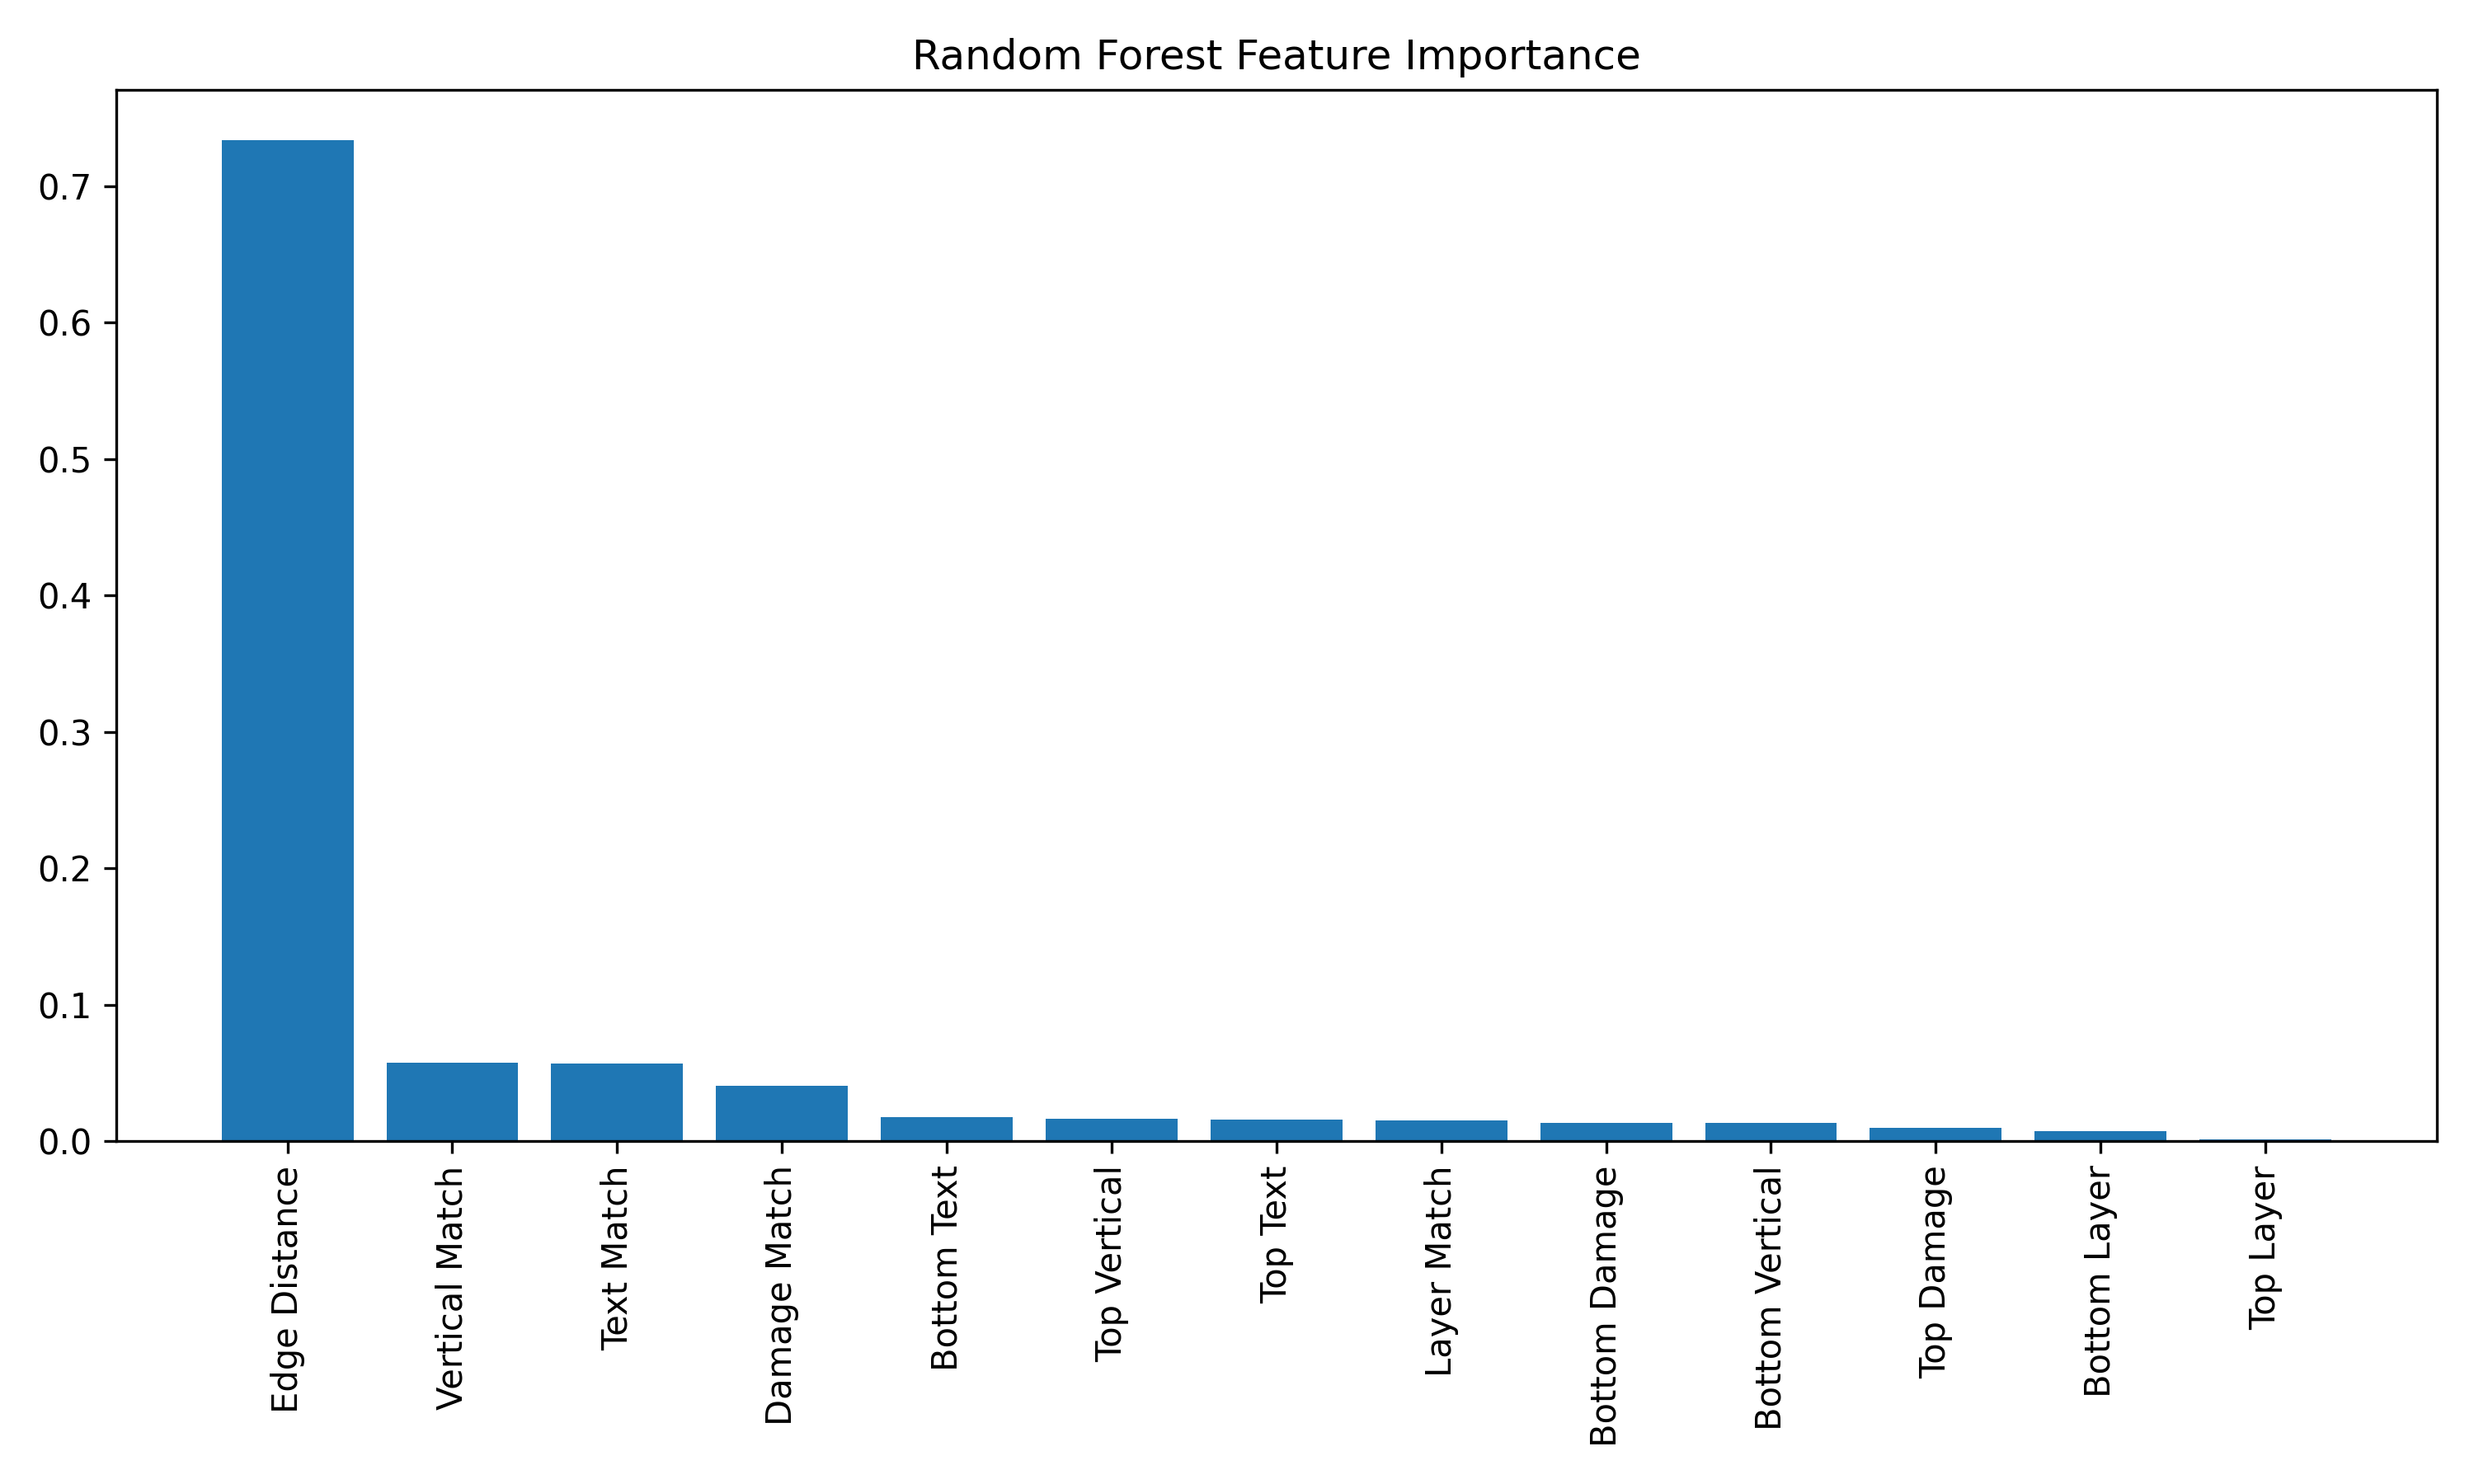 Random Forest Feature Importance
0.7
0.6
0.5
0.4
0.3
0.2
0.1
0.0
Edge Distance
Vertical Match
Text Match
Damage Match
Bottom Text
Top Vertical
Top Text
Layer Match
Bottom Damage
Bottom Vertical
Top Damage
Bottom Layer
Top Layer